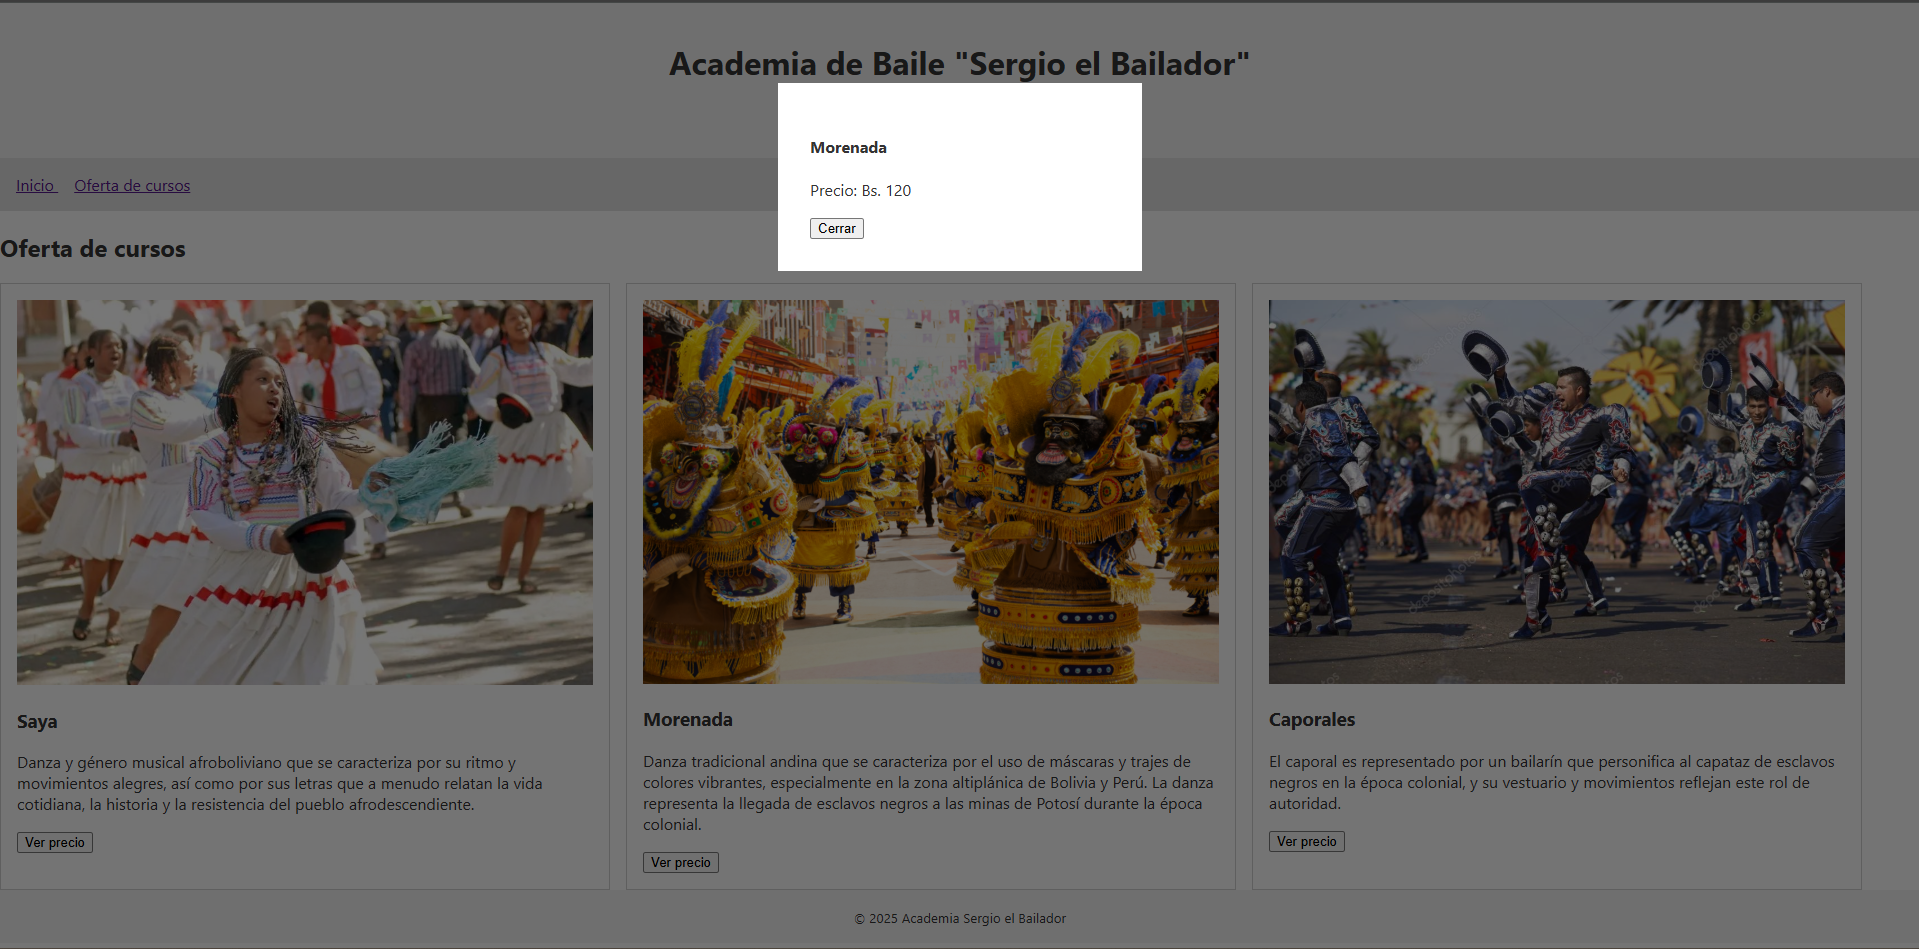 Academia de Baile "Sergio el Bailador"
Morenada
Precio: Bs. 120
Cerrar
Inicio Oferta de cursos
Oferta de cursos
Saya
Danza y género musical afroboliviano que se caracteriza por su ritmo y
movimientos alegres, así como por sus letras que a menudo relatan la vida
cotidiana, la historia y la resistencia del pueblo afrodescendiente.
Ver precio
Morenada
Danza tradicional andina que se caracteriza por el uso de máscaras y trajes de
colores vibrantes, especialmente en la zona altiplánica de Bolivia y Perú. La danza
representa la llegada de esclavos negros a las minas de Potosí durante la época
colonial.
Ver precio
Caporales
El caporal es representado por un bailarín que personifica al capataz de esclavos
negros en la época colonial, y su vestuario y movimientos reflejan este rol de
autoridad.
Ver precio
© 2025 Academia Sergio el Bailador